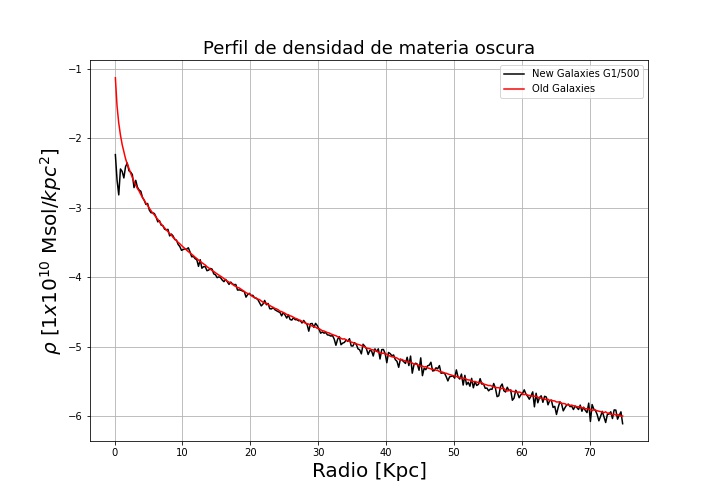 Perfil de densidad de materia oscura
New Galaxies G1/500
Old Galaxies
ρ [1x10¹⁰ Msol/kpc²]
−1
−2
−3
−4
−5
−6
0 10 20 30 40 50 60 70
Radio [Kpc]